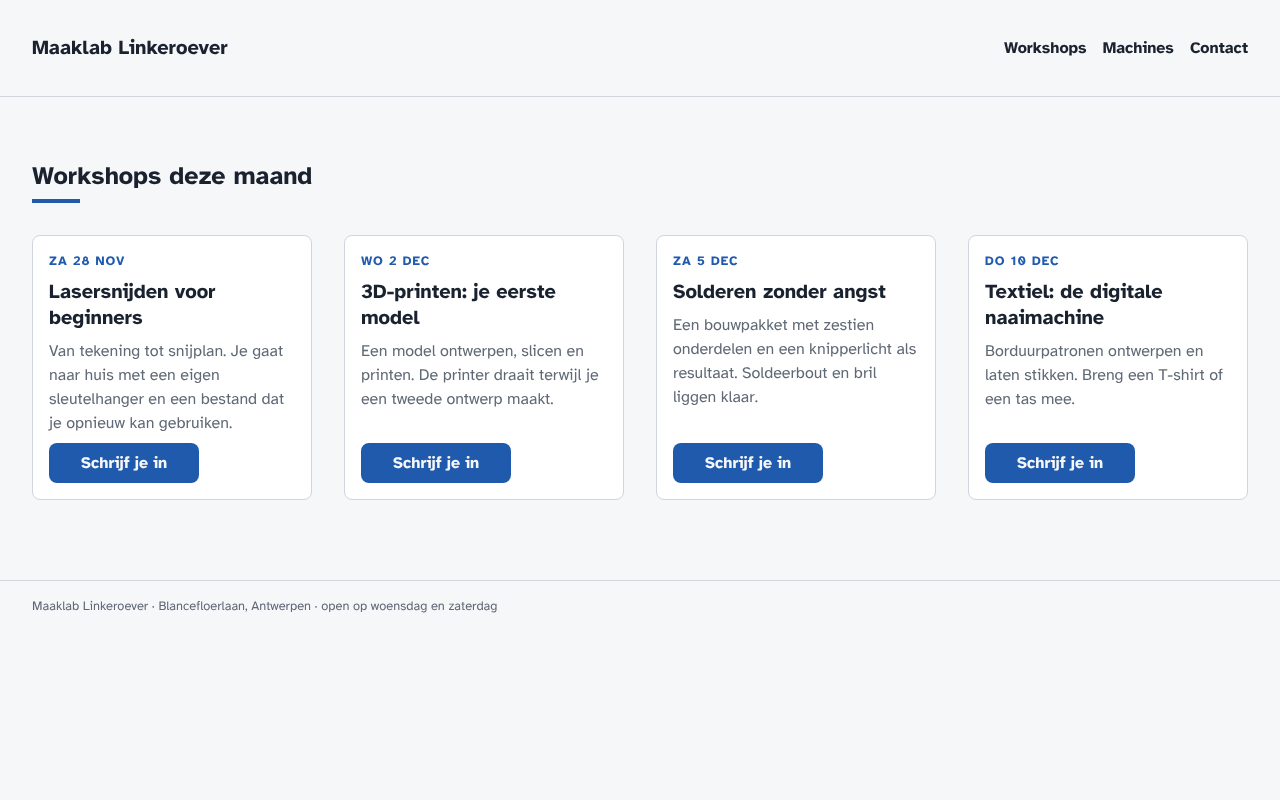 Maaklab Linkeroever
Workshops Machines Contact
Workshops deze maand
ZA 28 NOV
Lasersnijden voor
beginners
Van tekening tot snijplan. Je gaat
naar huis met een eigen
sleutelhanger en een bestand dat
je opnieuw kan gebruiken.
Schrijf je in
WO 2 DEC
3D-printen: je eerste
model
Een model ontwerpen, slicen en
printen. De printer draait terwijl je
een tweede ontwerp maakt.
Schrijf je in
ZA 5 DEC
Solderen zonder angst
Een bouwpakket met zestien
onderdelen en een knipperlicht als
resultaat. Soldeerbout en bril
liggen klaar.
Schrijf je in
DO 10 DEC
Textiel: de digitale
naaimachine
Borduurpatronen ontwerpen en
laten stikken. Breng een T-shirt of
een tas mee.
Schrijf je in
Maaklab Linkeroever · Blancefloerlaan, Antwerpen · open op woensdag en zaterdag